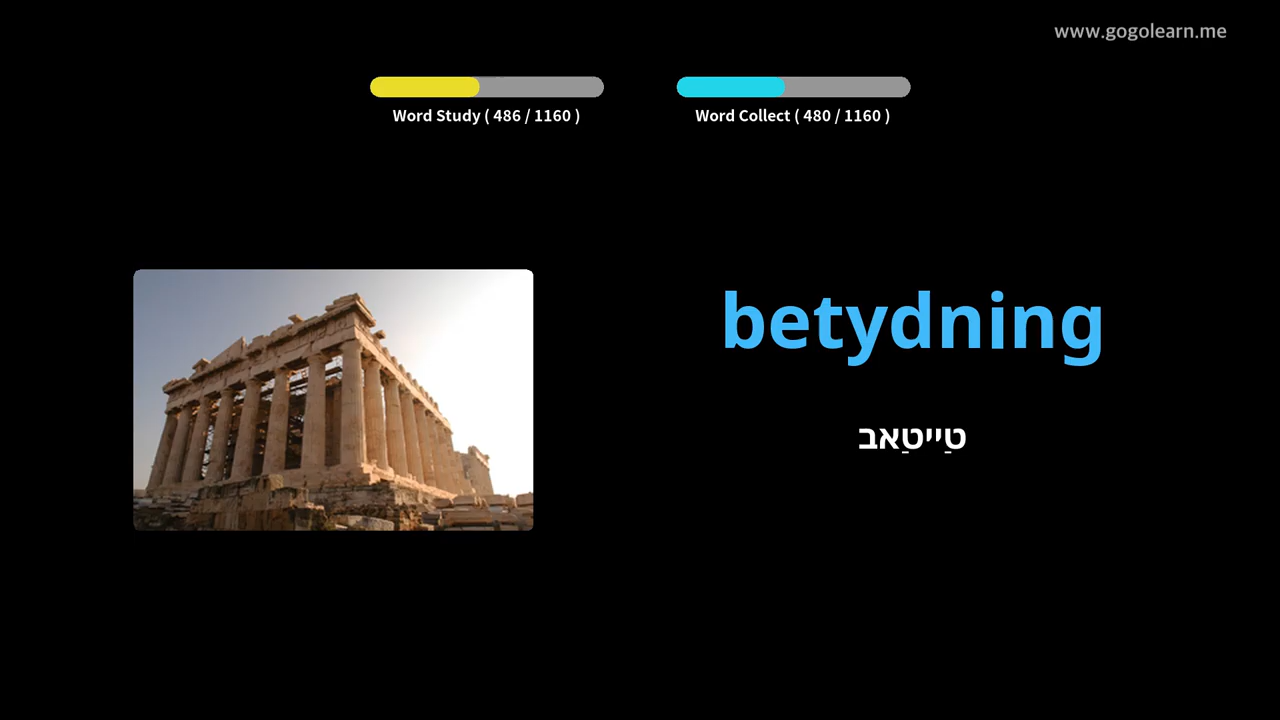 www.gogolearn.me
Word Study ( 486 / 1160 )
Word Collect ( 480 / 1160 )
betydning
טַייטַאב